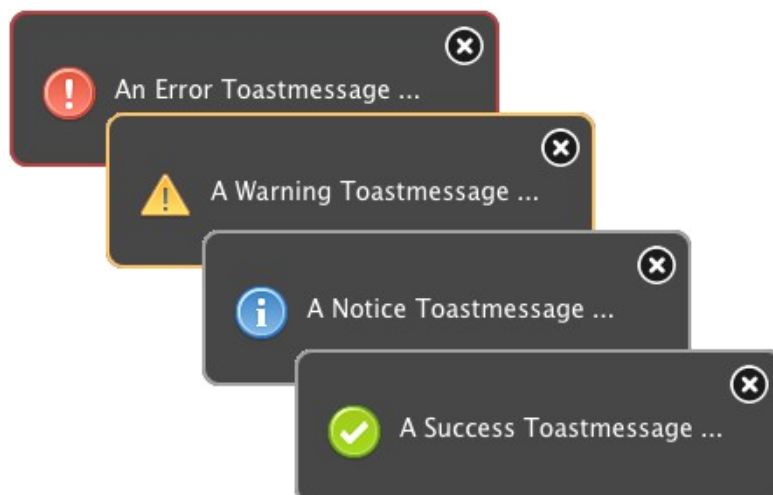 An Error Toastmessage ...
A Warning Toastmessage ...
A Notice Toastmessage ...
A Success Toastmessage ...